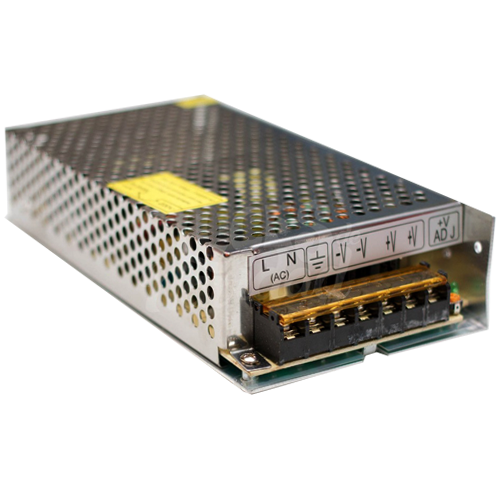 L N
(AC)
-V -V
+V +V
+V
ADJ